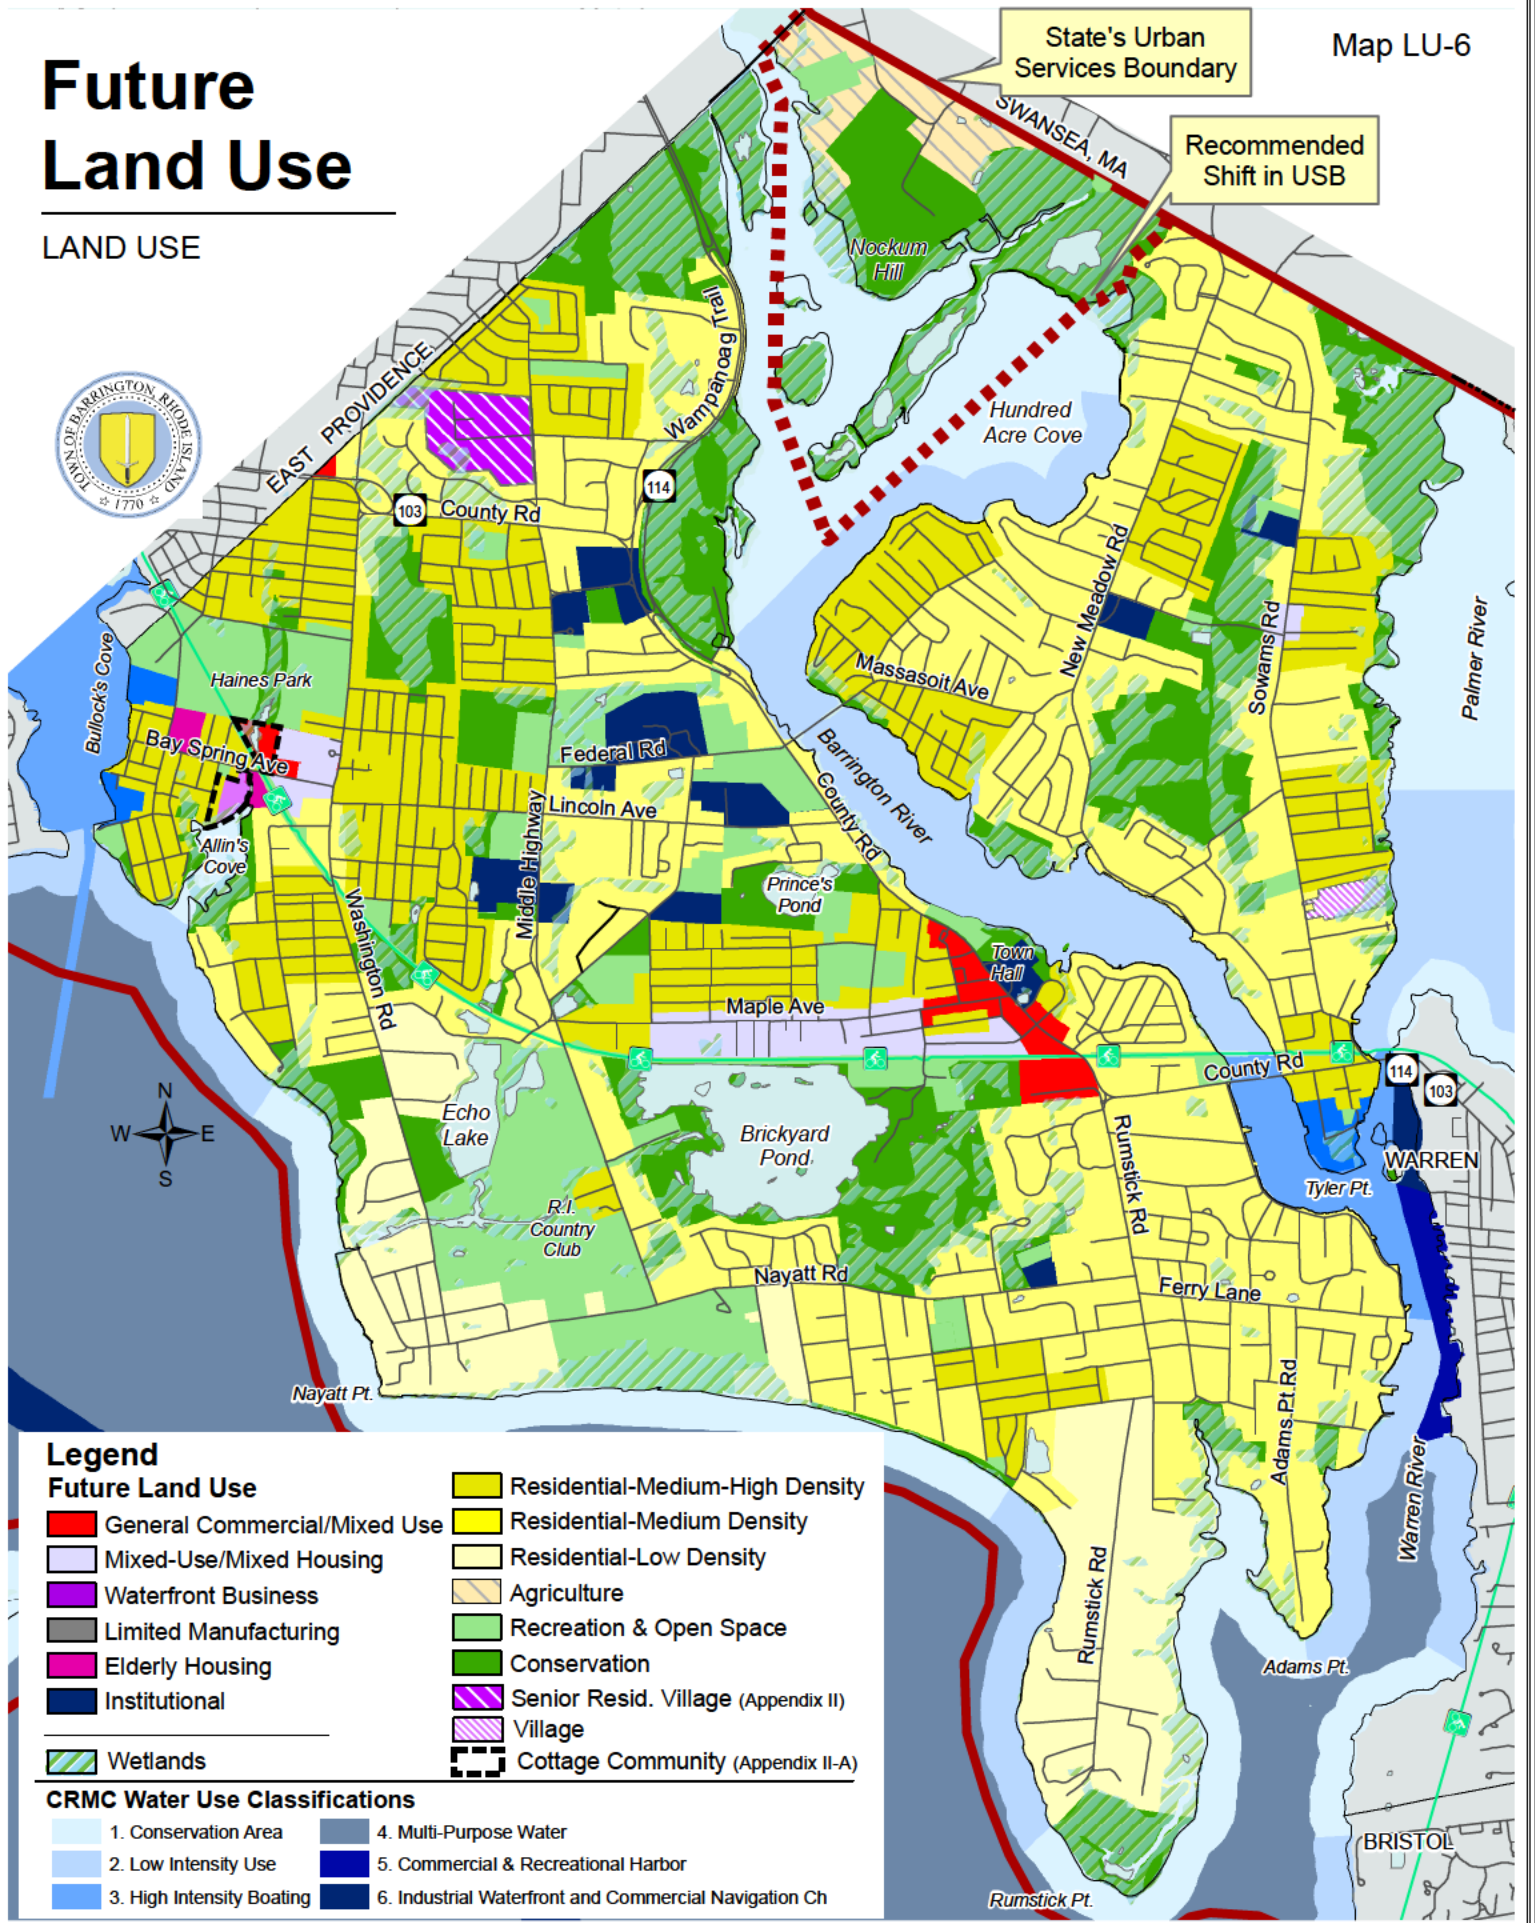 Future
Land Use
LAND USE
Map LU-6
State's Urban
Services Boundary
Recommended
Shift in USB
SWANSEA, MA
EAST PROVIDENCE
TOWN OF BARRINGTON, RHODE ISLAND
1770
Nockum
Hill
Wampanoag Trail
Hundred
Acre Cove
114
103
County Rd
New Meadow Rd
Sowams Rd
Palmer River
Massasoit Ave
Bullock's Cove
Haines Park
Bay Spring Ave
Federal Rd
Lincoln Ave
Barrington River
County Rd
Allin's
Cove
Middle Highway
Washington Rd
Prince's
Pond
Town
Hall
Maple Ave
County Rd
114
103
N
W
E
S
Echo
Lake
Brickyard
Pond
Rumstick Rd
WARREN
Tyler Pt.
R.I.
Country
Club
Nayatt Rd
Ferry Lane
Nayatt Pt.
Adams Pt Rd
Warren River
Rumstick Rd
Adams Pt.
BRISTOL
Rumstick Pt.
Legend
Future Land Use
General Commercial/Mixed Use
Mixed-Use/Mixed Housing
Waterfront Business
Limited Manufacturing
Elderly Housing
Institutional
Wetlands
Residential-Medium-High Density
Residential-Medium Density
Residential-Low Density
Agriculture
Recreation & Open Space
Conservation
Senior Resid. Village (Appendix II)
Village
Cottage Community (Appendix II-A)
CRMC Water Use Classifications
1. Conservation Area
2. Low Intensity Use
3. High Intensity Boating
4. Multi-Purpose Water
5. Commercial & Recreational Harbor
6. Industrial Waterfront and Commercial Navigation Ch